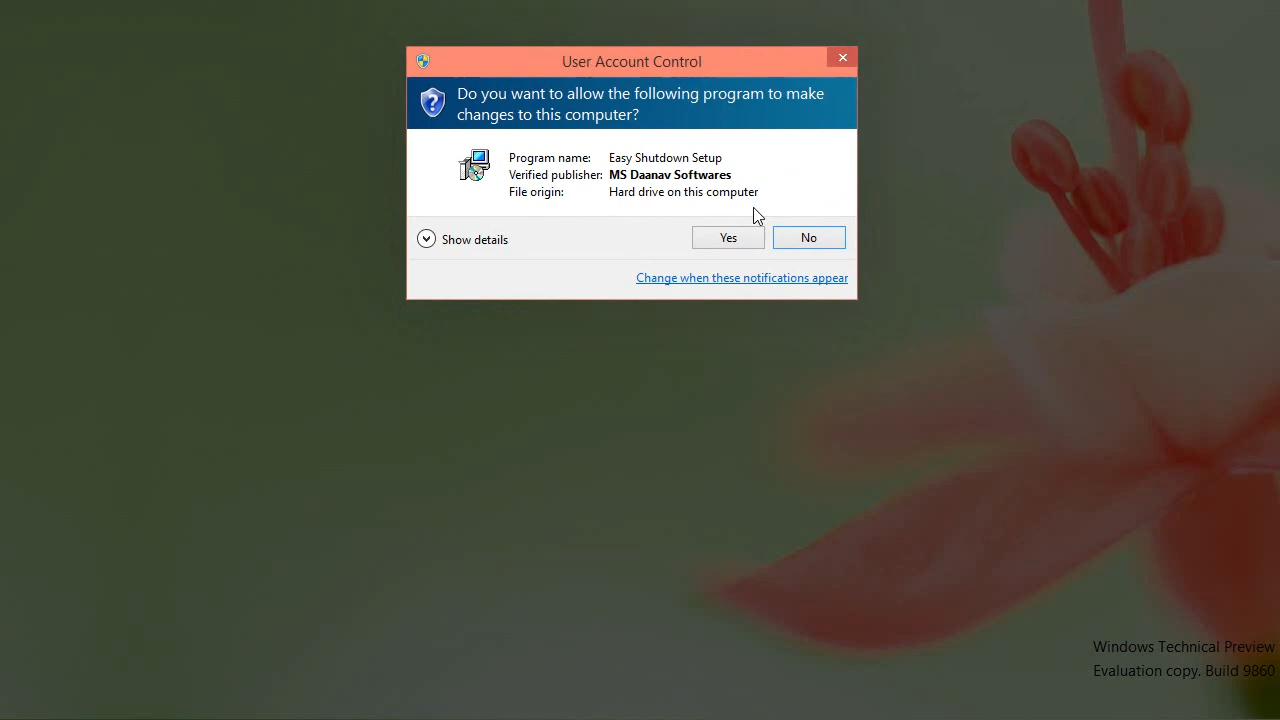 User Account Control
Do you want to allow the following program to make
changes to this computer?
Program name: Easy Shutdown Setup
Verified publisher: MS Daanav Softwares
File origin: Hard drive on this computer
Show details
Yes
No
Change when these notifications appear
Windows Technical Preview
Evaluation copy. Build 9860